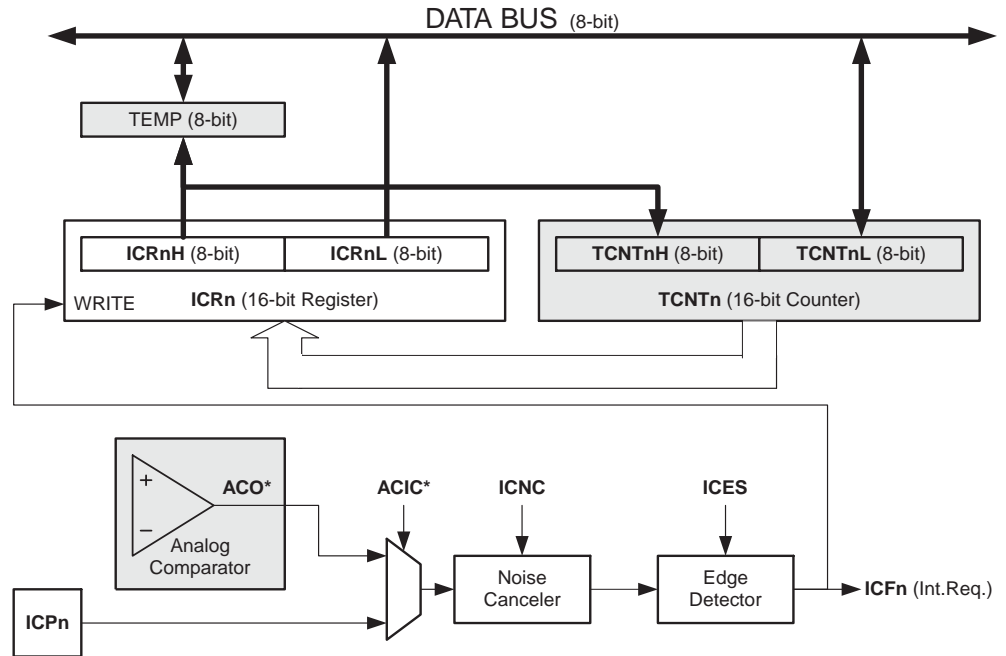 DATA BUS (8-bit)
TEMP (8-bit)
ICRnH (8-bit) ICRnL (8-bit) TCNTnH (8-bit) TCNTnL (8-bit)
WRITE ICRn (16-bit Register) TCNTn (16-bit Counter)
+
−
ACO* ACIC* ICNC ICES
Analog
Comparator
Noise
Canceler
Edge
Detector
ICFn (Int.Req.)
ICPn